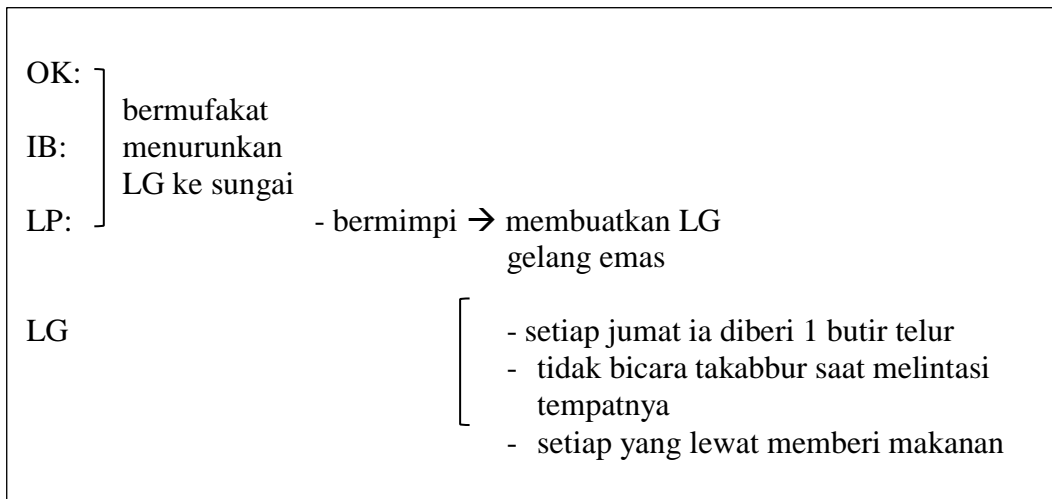 OK:
bermufakat
IB: menurunkan
LG ke sungai
LP: - bermimpi → membuatkan LG
gelang emas
LG - setiap jumat ia diberi 1 butir telur
- tidak bicara takabbur saat melintasi
tempatnya
- setiap yang lewat memberi makanan